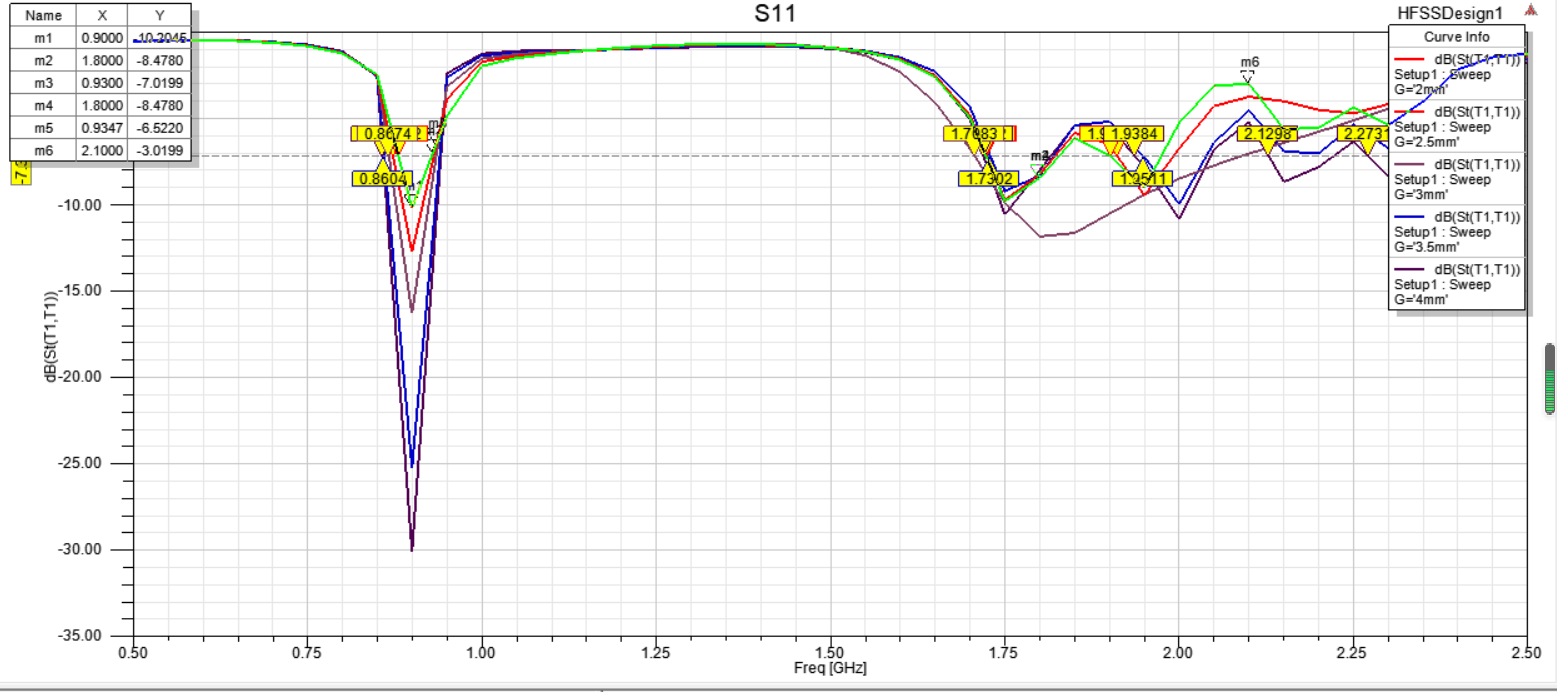 S11
HFSSDesign1
Name X Y
m1 0.9000 -10.2045
m2 1.8000 -8.4780
m3 0.9300 -7.0199
m4 1.8000 -8.4780
m5 0.9347 -6.5220
m6 2.1000 -3.0199
Curve Info
dB(St(T1,T1))
Setup1 : Sweep
G='2mm'
dB(St(T1,T1))
Setup1 : Sweep
G='2.5mm'
dB(St(T1,T1))
Setup1 : Sweep
G='3mm'
dB(St(T1,T1))
Setup1 : Sweep
G='3.5mm'
dB(St(T1,T1))
Setup1 : Sweep
G='4mm'
m6
0.8674
0.8604
1.7083
1.7302
1.9384
2.1298
2.2731
-10.00
-15.00
-20.00
-25.00
-30.00
-35.00
dB(St(T1,T1))
0.50 0.75 1.00 1.25 1.50 1.75 2.00 2.25 2.50
Freq [GHz]